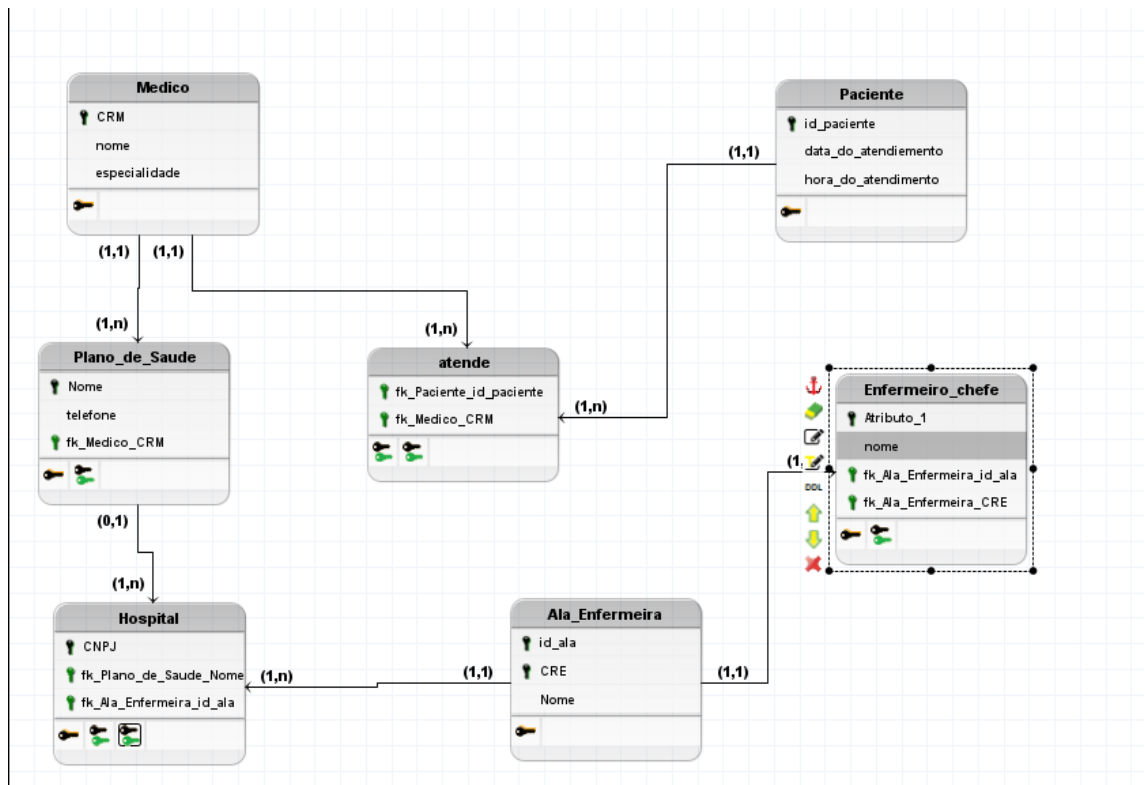 Medico
CRM
nome
especialidade
(1,1)
(1,1)
Paciente
id_paciente
data_do_atendiemento
hora_do_atendimento
(1,1)
(1,n)
(1,n)
Plano_de_Saude
Nome
telefone
fk_Medico_CRM
(0,1)
atende
fk_Paciente_id_paciente
fk_Medico_CRM
(1,n)
Enfermeiro_chefe
Atributo_1
nome
fk_Ala_Enfermeira_id_ala
fk_Ala_Enfermeira_CRE
(1,
DDL
(1,n)
Hospital
CNPJ
fk_Plano_de_Saude_Nome
fk_Ala_Enfermeira_id_ala
(1,n)
(1,1)
Ala_Enfermeira
id_ala
CRE
Nome
(1,1)